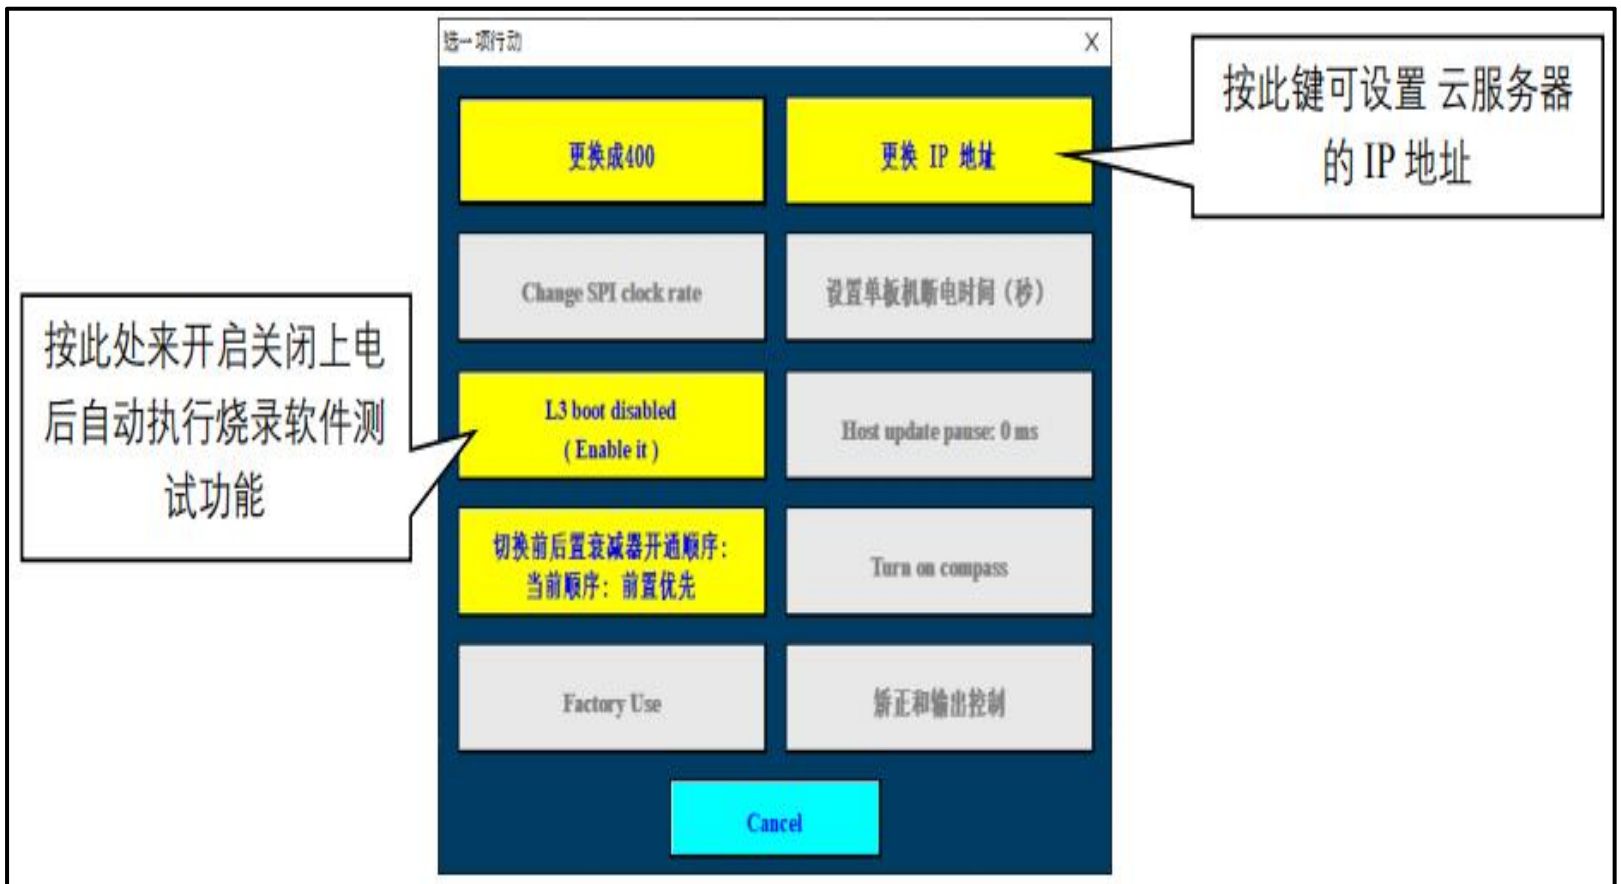 选一项行动
X
更换成400
更换 IP 地址
按此键可设置 云服务器
的 IP 地址
Change SPI clock rate
设置单板机断电时间（秒）
按此处来开启关闭上电
后自动执行烧录软件测
试功能
L3 boot disabled
( Enable it )
Host update pause: 0 ms
切换前后置衰减器开通顺序:
当前顺序: 前置优先
Turn on compass
Factory Use
矫正和输出控制
Cancel